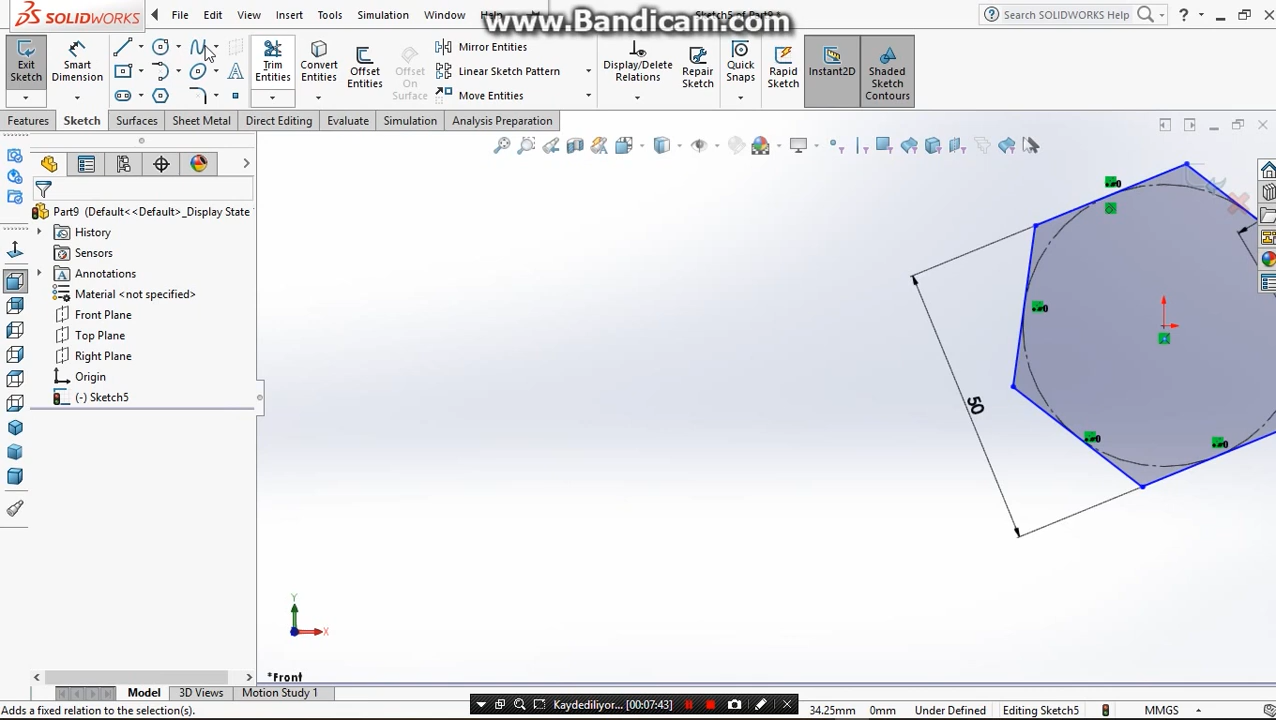 SOLIDWORKS
File
Edit
View
Insert
Tools
Simulation
Window
Help
Sketch5 of Part9 *
www.Bandicam.com
Search SOLIDWORKS Help
Exit Sketch
Smart Dimension
Trim Entities
Convert Entities
Offset Entities
Offset On Surface
Mirror Entities
Linear Sketch Pattern
Move Entities
Display/Delete Relations
Repair Sketch
Quick Snaps
Rapid Sketch
Instant2D
Shaded Sketch Contours
Features
Sketch
Surfaces
Sheet Metal
Direct Editing
Evaluate
Simulation
Analysis Preparation
Part9 (Default<<Default>_Display State
History
Sensors
Annotations
Material <not specified>
Front Plane
Top Plane
Right Plane
Origin
(-) Sketch5
50
Y
X
*Front
Model
3D Views
Motion Study 1
Kaydediliyor... [00:07:43]
Adds a fixed relation to the selection(s).
34.25mm
0mm
Under Defined
Editing Sketch5
MMGS